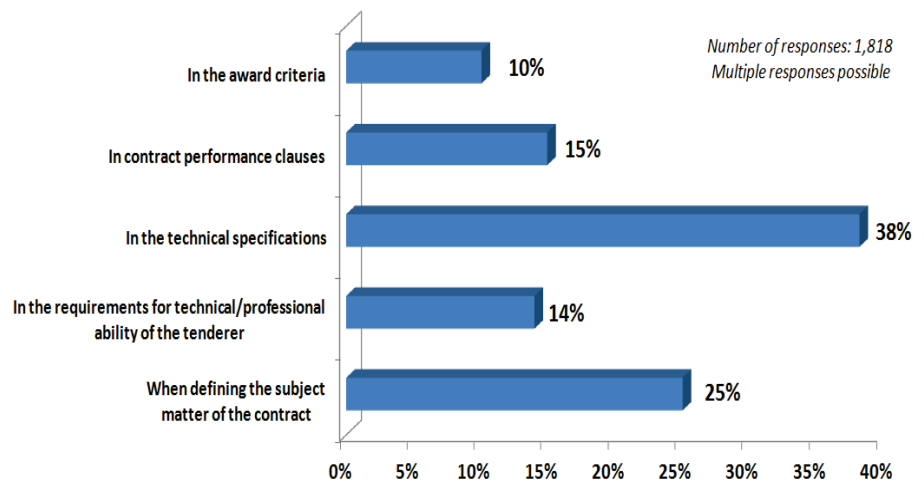 Number of responses: 1,818
Multiple responses possible
In the award criteria
10%
In contract performance clauses
15%
In the technical specifications
38%
In the requirements for technical/professional
ability of the tenderer
14%
When defining the subject
matter of the contract
25%
0% 5% 10% 15% 20% 25% 30% 35% 40%